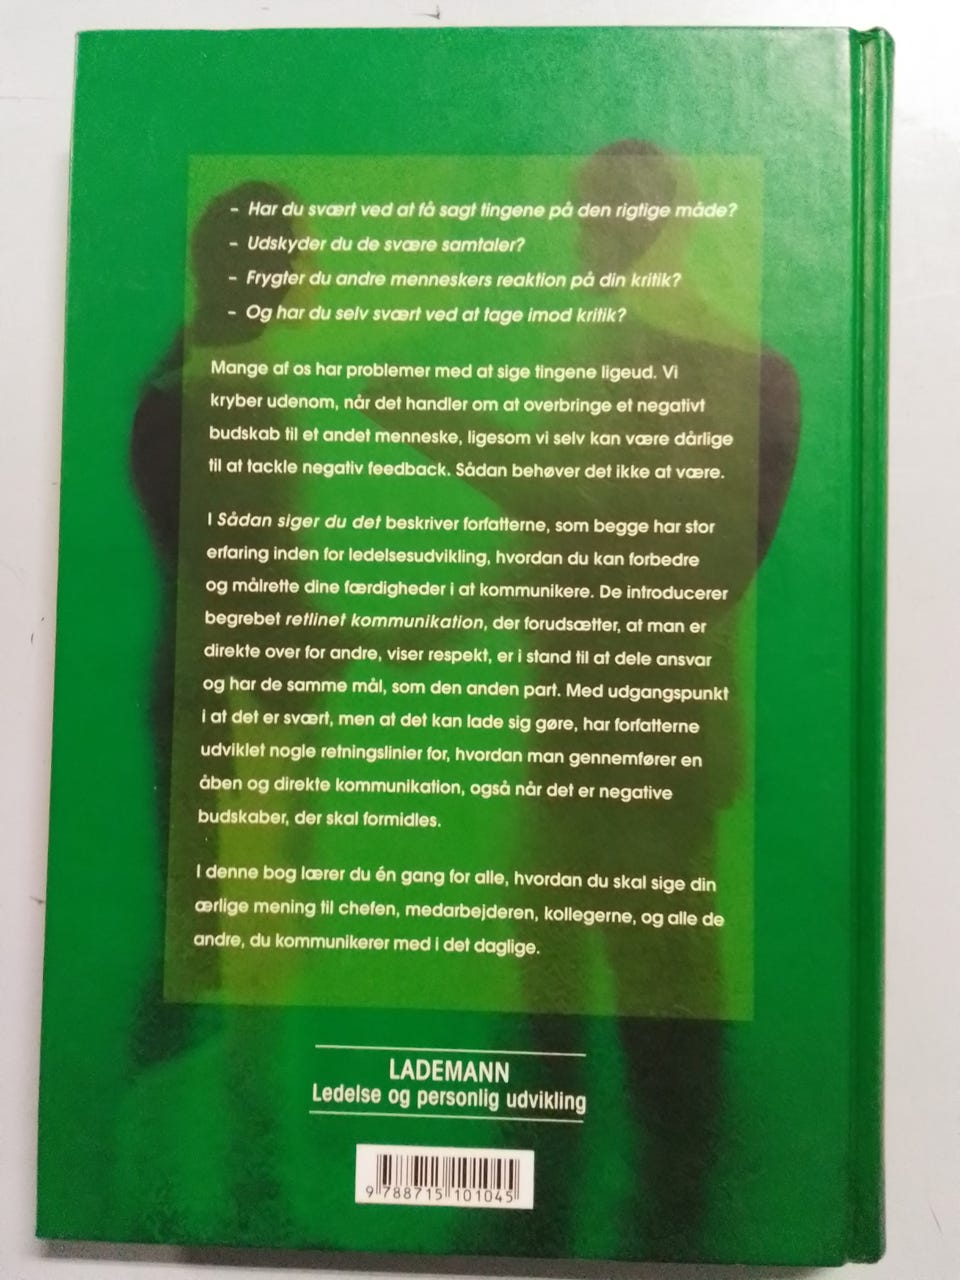 – Har du svært ved at få sagt tingene på den rigtige måde?
– Udskyder du de svære samtaler?
– Frygter du andre menneskers reaktion på din kritik?
– Og har du selv svært ved at tage imod kritik?
Mange af os har problemer med at sige tingene ligeud. Vi
kryber udenom, når det handler om at overbringe et negativt
budskab til et andet menneske, ligesom vi selv kan være dårlige
til at tackle negativ feedback. Sådan behøver det ikke at være.
I Sådan siger du det beskriver forfatterne, som begge har stor
erfaring inden for ledelsesudvikling, hvordan du kan forbedre
og målrette dine færdigheder i at kommunikere. De introducerer
begrebet retlinet kommunikation, der forudsætter, at man er
direkte over for andre, viser respekt, er i stand til at dele ansvar
og har de samme mål, som den anden part. Med udgangspunkt
i at det er svært, men at det kan lade sig gøre, har forfatterne
udviklet nogle retningslinier for, hvordan man gennemfører en
åben og direkte kommunikation, også når det er negative
budskaber, der skal formidles.
I denne bog lærer du én gang for alle, hvordan du skal sige din
ærlige mening til chefen, medarbejderen, kollegerne, og alle de
andre, du kommunikerer med i det daglige.
LADEMANN
Ledelse og personlig udvikling
9 788715 101045